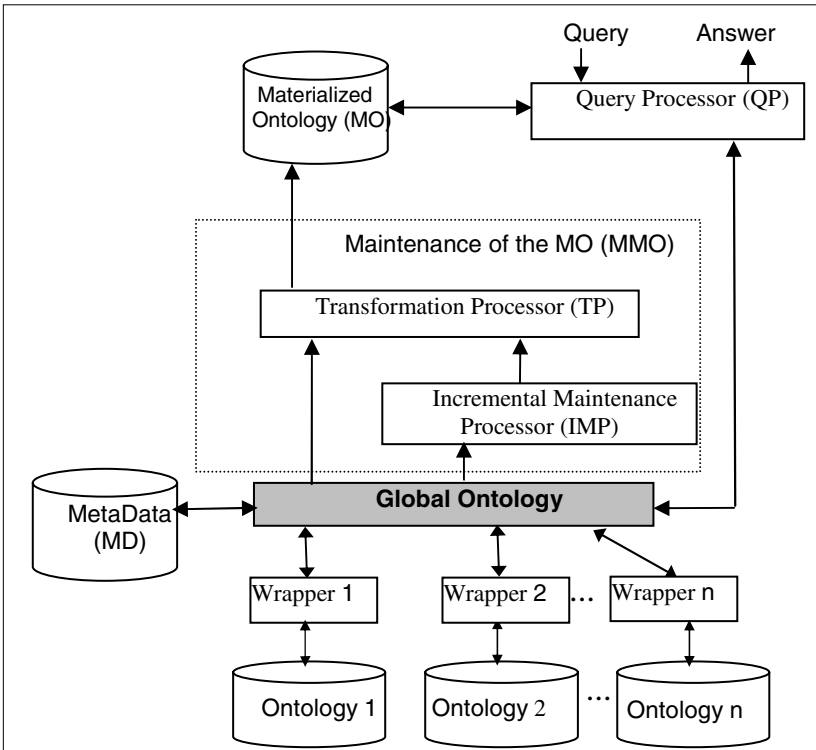 Query
Answer
Materialized
Ontology (MO)
Query Processor (QP)
Maintenance of the MO (MMO)
Transformation Processor (TP)
Incremental Maintenance
Processor (IMP)
Global Ontology
MetaData
(MD)
Wrapper 1
Wrapper 2
...
Wrapper n
Ontology 1
Ontology 2
...
Ontology n